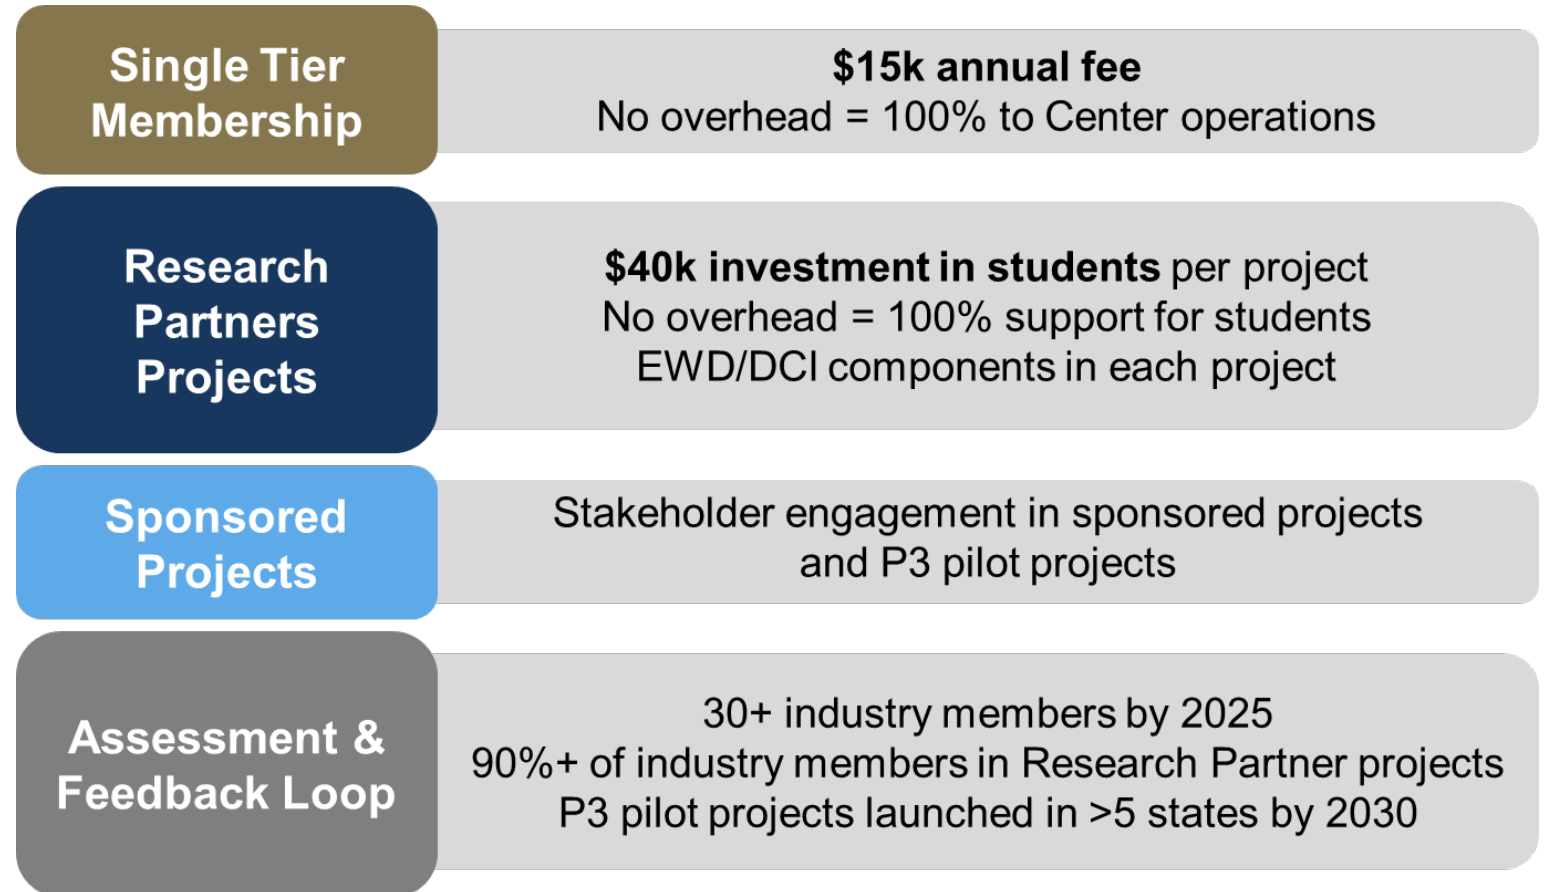 Single Tier
Membership
$15k annual fee
No overhead = 100% to Center operations
Research
Partners
Projects
$40k investment in students per project
No overhead = 100% support for students
EWD/DCI components in each project
Sponsored
Projects
Stakeholder engagement in sponsored projects
and P3 pilot projects
Assessment &
Feedback Loop
30+ industry members by 2025
90%+ of industry members in Research Partner projects
P3 pilot projects launched in >5 states by 2030